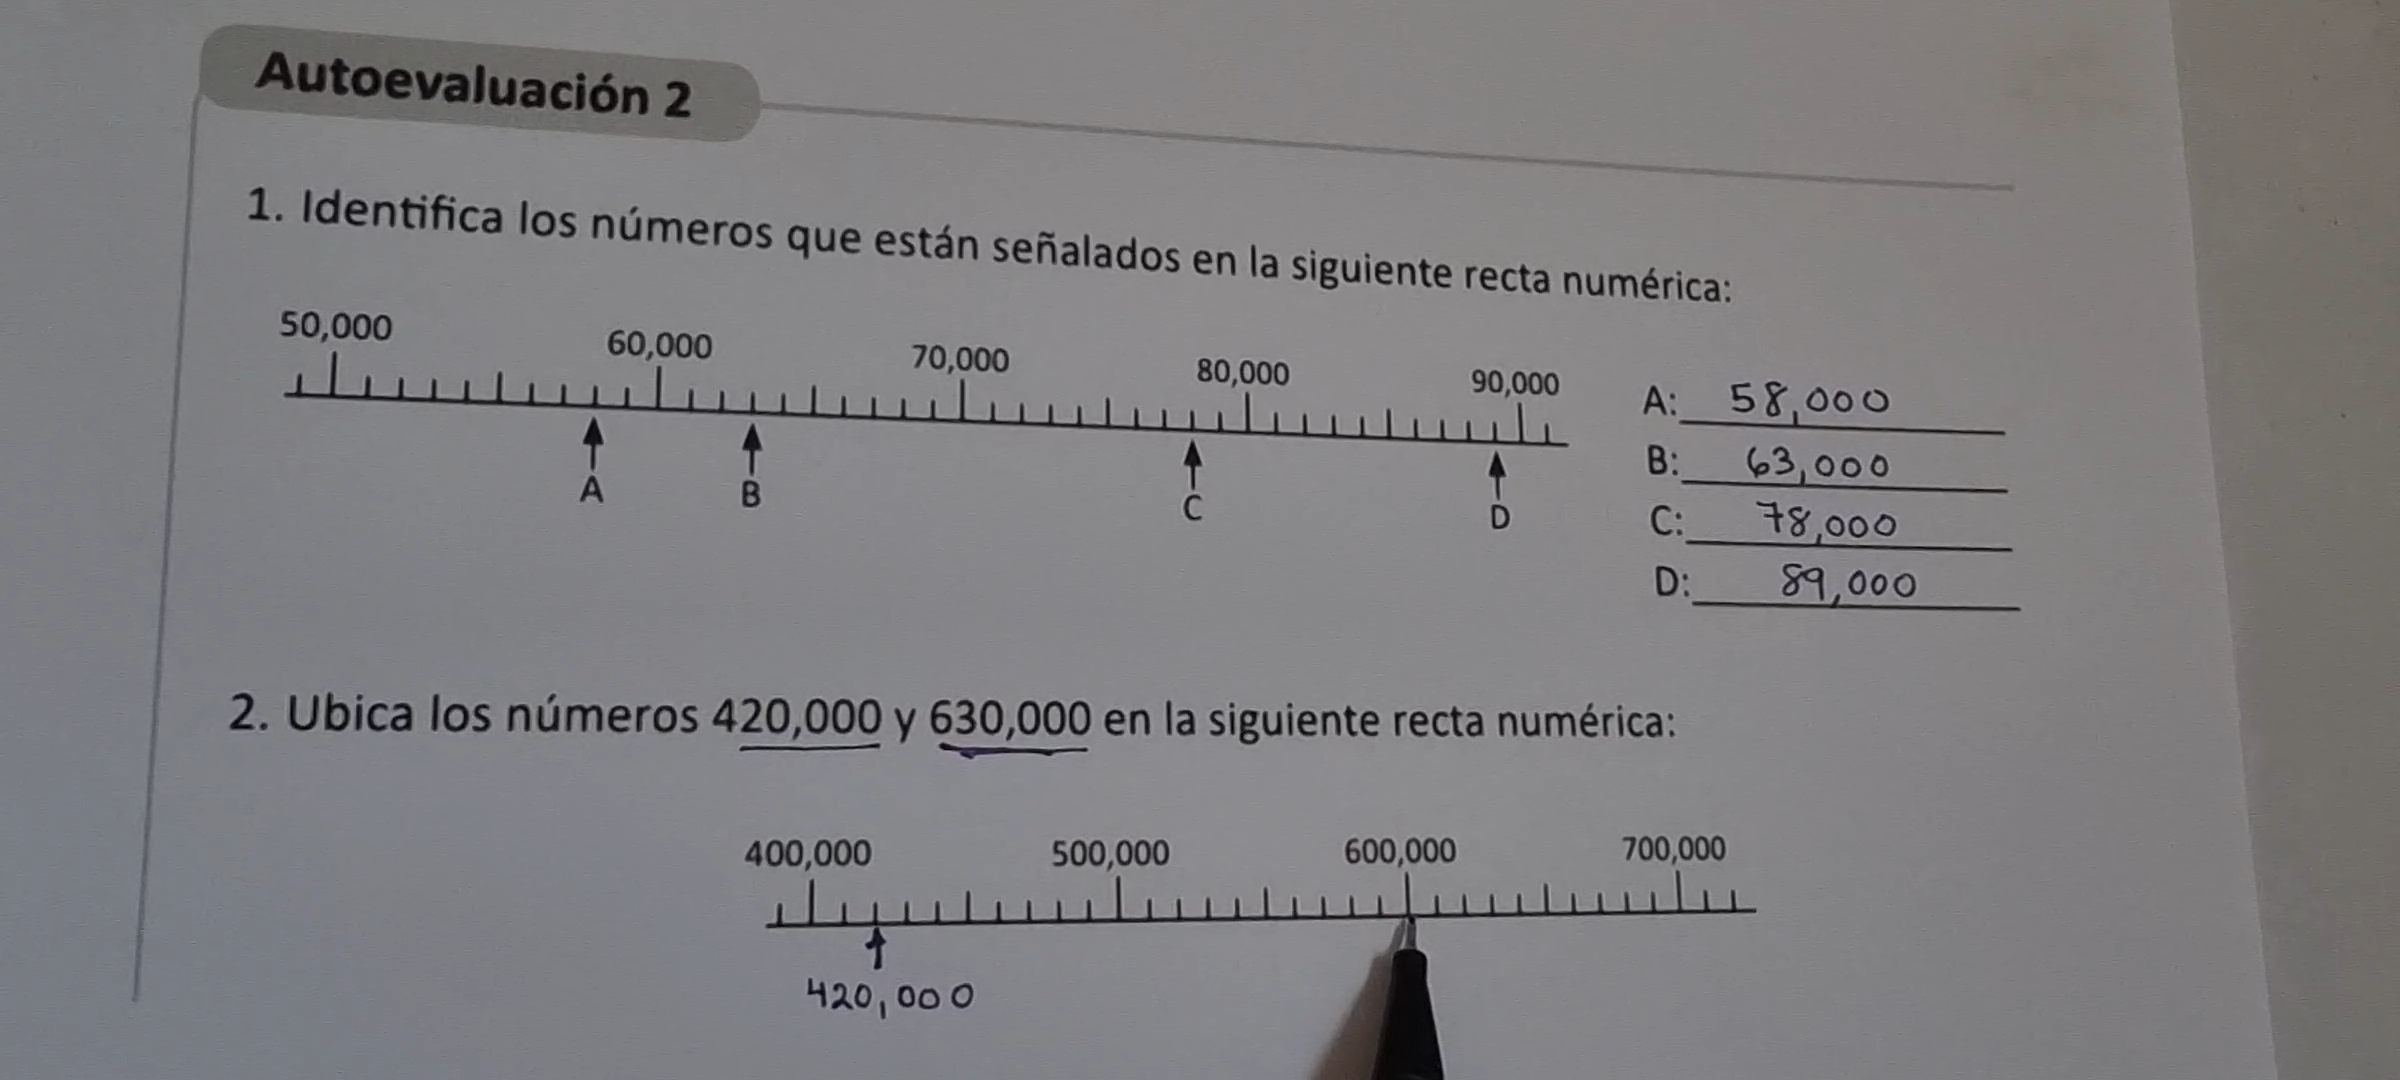 Autoevaluación 2
1. Identifica los números que están señalados en la siguiente recta numérica:
50,000 60,000 70,000 80,000 90,000
A B C D
A: 58,000
B: 63,000
C: 78,000
D: 89,000
2. Ubica los números 420,000 y 630,000 en la siguiente recta numérica:
400,000 500,000 600,000 700,000
420,000